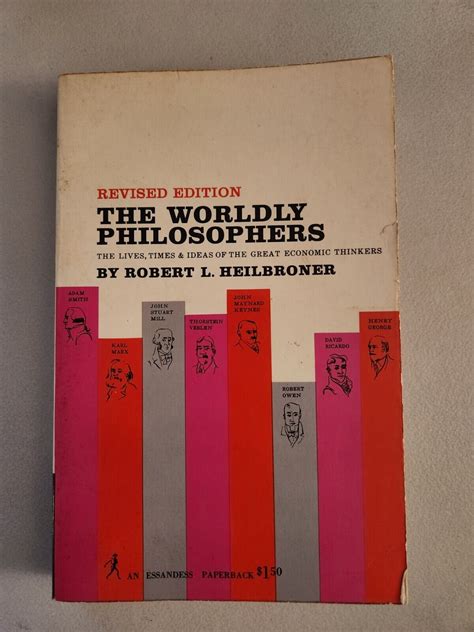 REVISED EDITION
THE WORLDLY
PHILOSOPHERS
THE LIVES, TIMES & IDEAS OF THE GREAT ECONOMIC THINKERS
BY ROBERT L. HEILBRONER
ADAM
SMITH
KARL
MARX
JOHN
STUART
MILL
THORSTEIN
VEBLEN
JOHN
MAYNARD
KEYNES
ROBERT
OWEN
DAVID
RICARDO
HENRY
GEORGE
AN ESSANDESS PAPERBACK $1.50